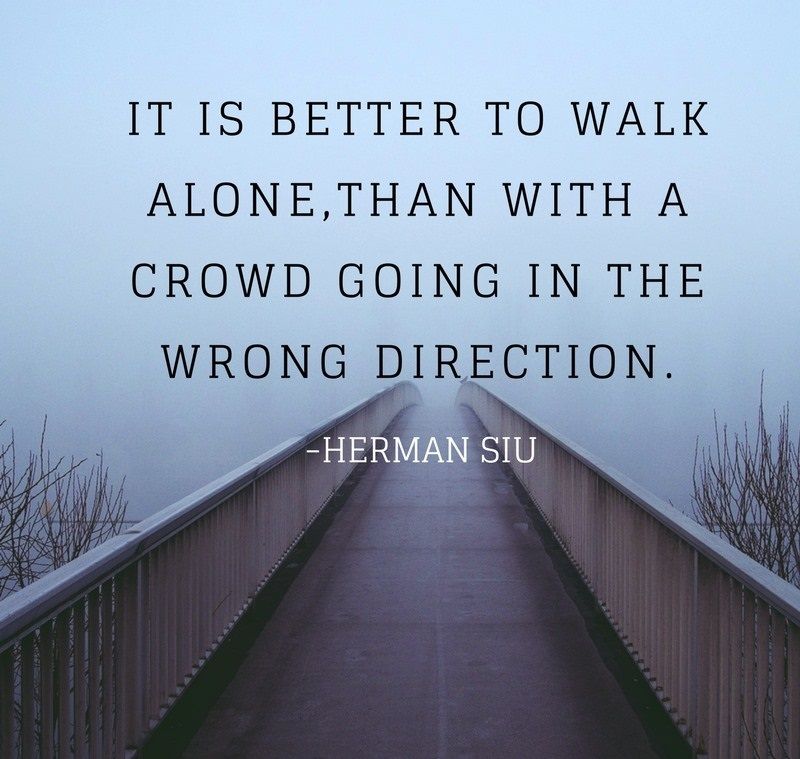 IT IS BETTER TO WALK
ALONE,THAN WITH A
CROWD GOING IN THE
WRONG DIRECTION.
-HERMAN SIU